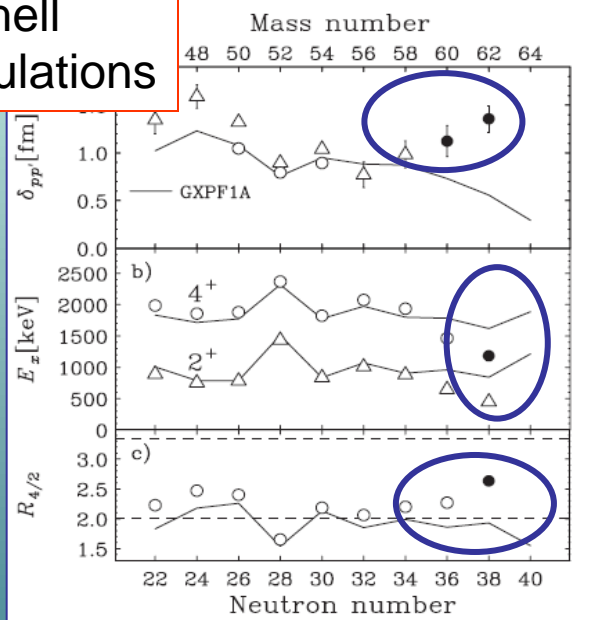 hell
ulations
Mass number
48 50 52 54 56 58 60 62 64
δpp' [fm]
1.0
GXPF1A
0.5
0.0
b)
2500
4⁺
2000
Eₓ[keV]
1500
2⁺
1000
500
0
c)
3.0
R4/2
2.5
2.0
1.5
22 24 26 28 30 32 34 36 38 40
Neutron number